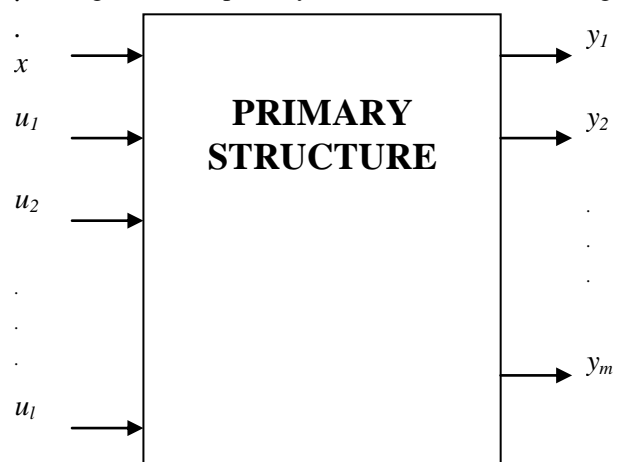 x
y₁
u₁
PRIMARY
STRUCTURE
y₂
u₂
.
.
.
.
.
.
yₘ
uₗ